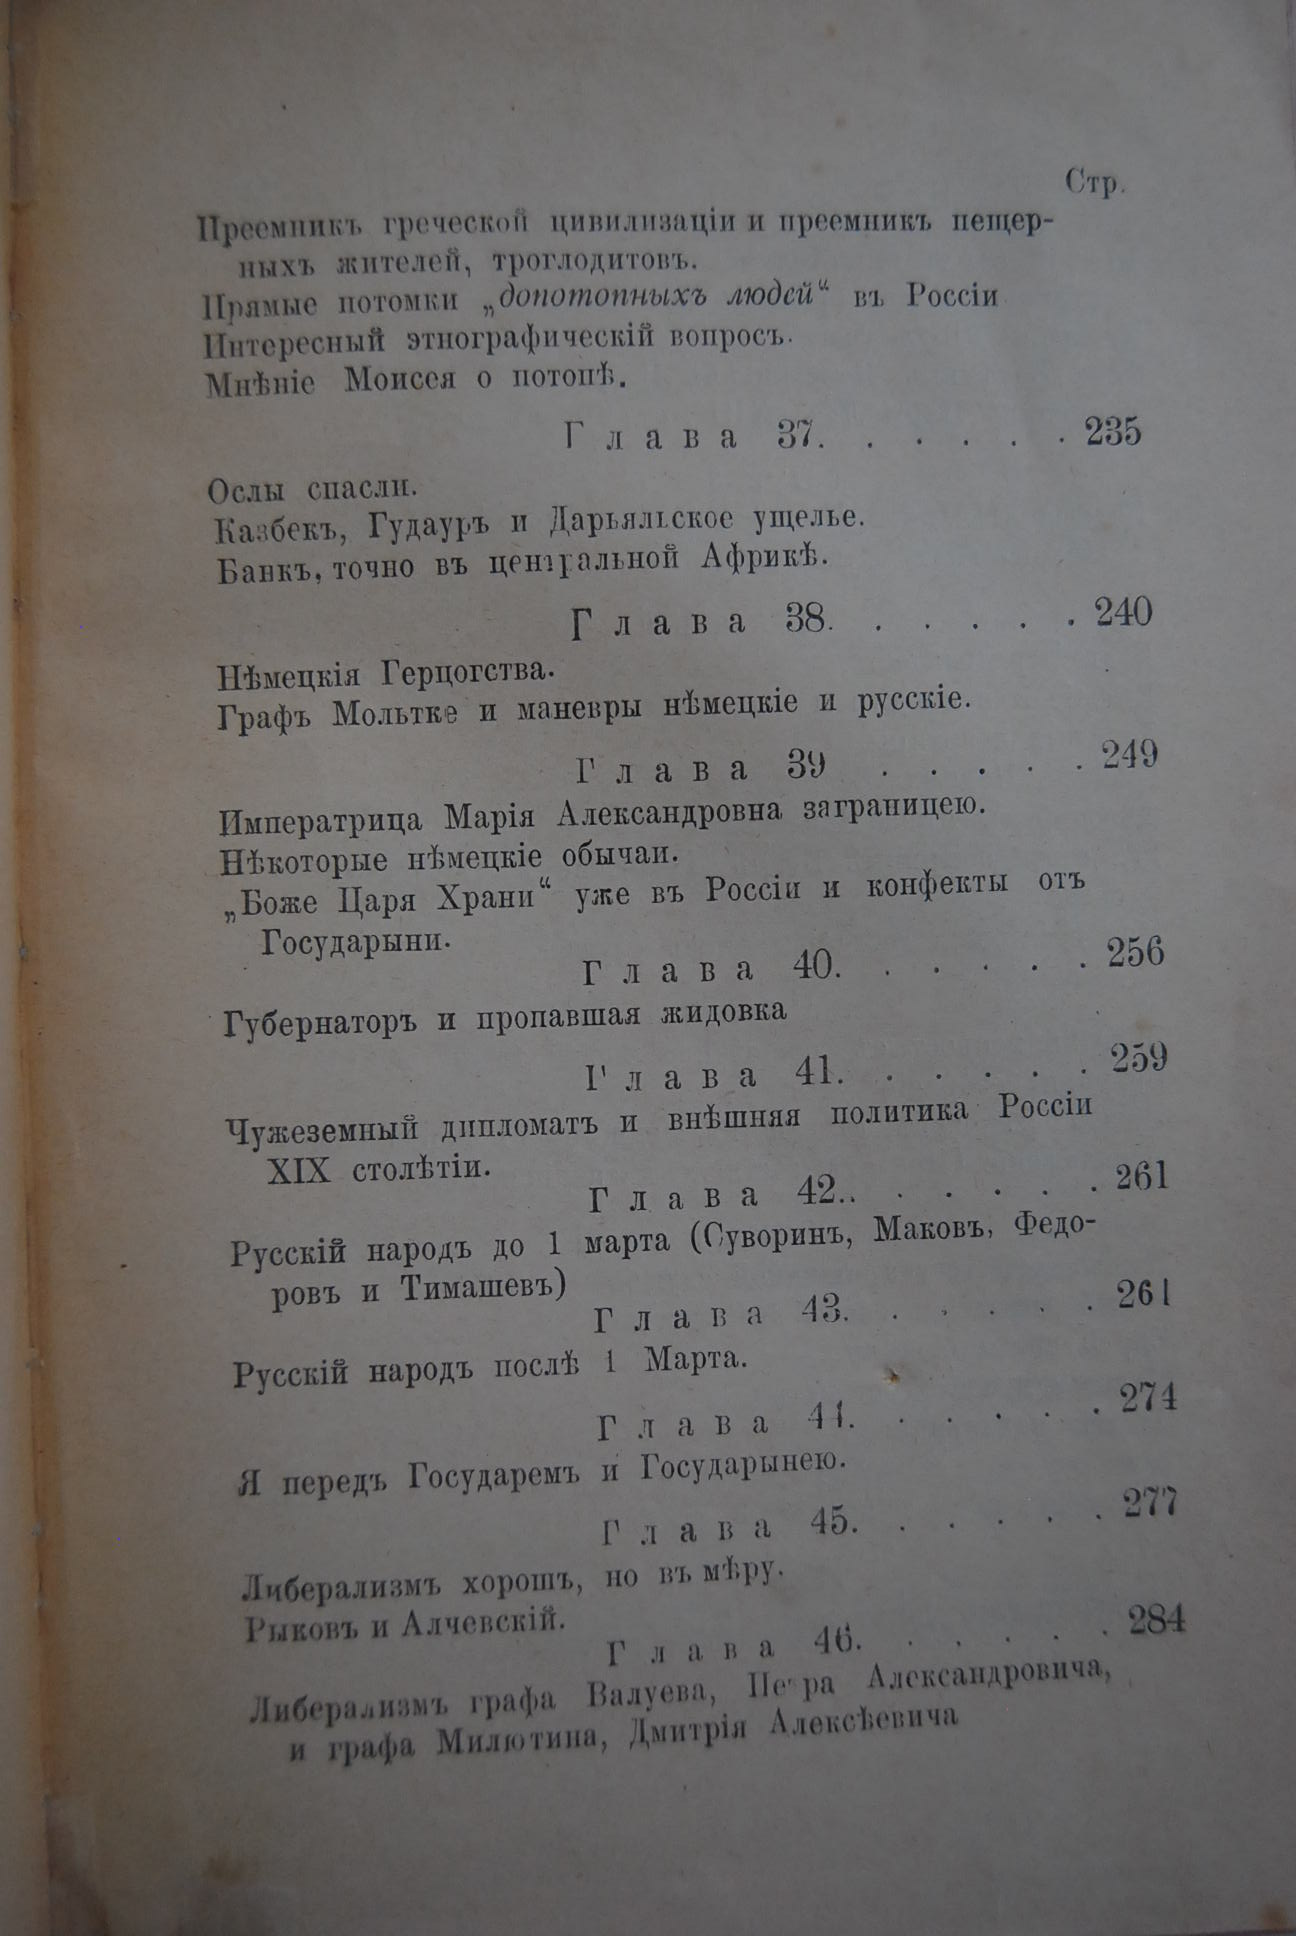 Стр.
Преемникъ греческой цивилизаціи и преемникъ пещер-
ныхъ жителей, троглодитовъ.
Прямые потомки „допотопныхъ людей“ въ Россіи
Интересный этнографическій вопросъ.
Мнѣніе Моисея о потопѣ.
Глава 37. . . . . . 235
Ослы спасли.
Казбекъ, Гудауръ и Дарьяльское ущелье.
Банкъ, точно въ центральной Африкѣ.
Глава 38. . . . . . 240
Нѣмецкія Герцогства.
Графъ Мольтке и маневры нѣмецкіе и русскіе.
Глава 39 . . . . . 249
Императрица Марія Александровна заграницею.
Нѣкоторые нѣмецкіе обычаи.
„Боже Царя Храни“ уже въ Россіи и конфекты отъ
Государыни.
Глава 40. . . . . . 256
Губернаторъ и пропавшая жидовка
Глава 41. . . . . . 259
Чужеземный дипломатъ и внѣшняя политика Россіи
XIX столѣтіи.
Глава 42.. . . . . . 261
Русскій народъ до 1 марта (Суворинъ, Маковъ, Федо-
ровъ и Тимашевъ)
Глава 43. . . . . . 261
Русскій народъ послѣ 1 Марта.
Глава 44. . . . . . 274
Я передъ Государемъ и Государынею.
Глава 45. . . . . . 277
Либерализмъ хорошъ, но въ мѣру.
Рыковъ и Алчевскій.
Глава 46. . . . . . 284
Либерализмъ графа Валуева, Петра Александровича,
и графа Милютина, Дмитрія Алексѣевича